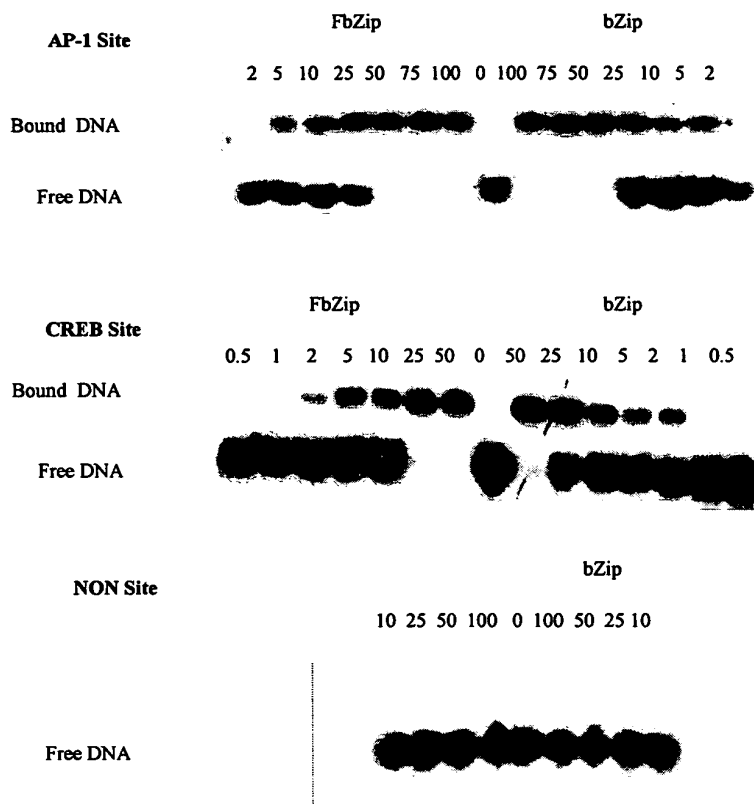 FbZip bZip
AP-1 Site
2 5 10 25 50 75 100 0 100 75 50 25 10 5 2
Bound DNA
Free DNA
FbZip bZip
CREB Site
0.5 1 2 5 10 25 50 0 50 25 10 5 2 1 0.5
Bound DNA
Free DNA
bZip
NON Site
10 25 50 100 0 100 50 25 10
Free DNA